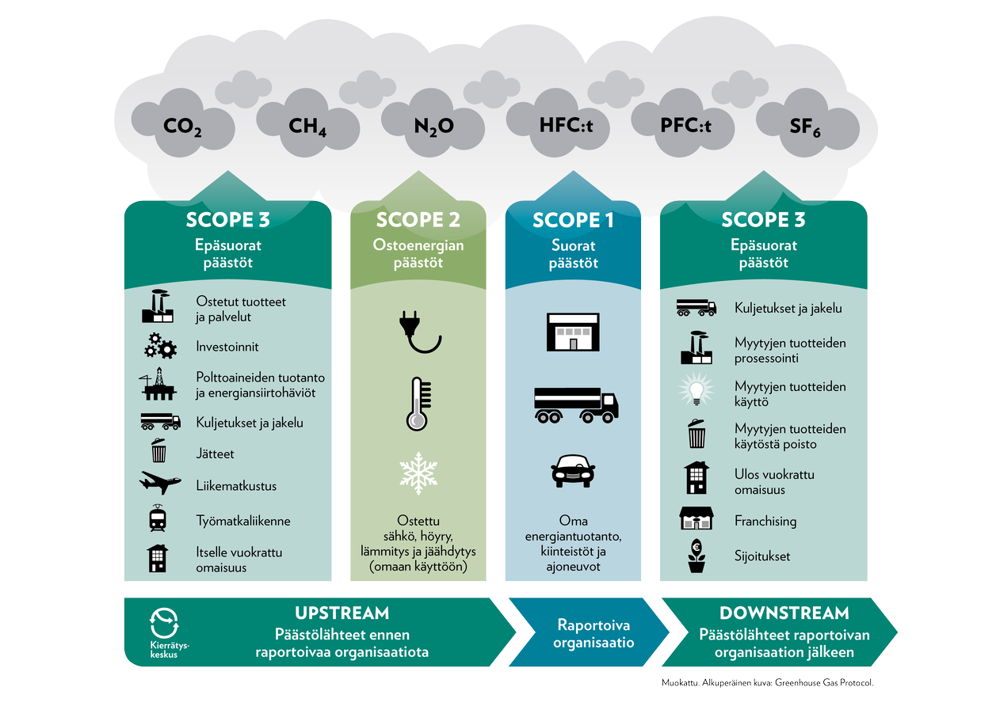 CO₂
CH₄
N₂O
HFC:t
PFC:t
SF₆
SCOPE 3
Epäsuorat
päästöt
Ostetut tuotteet
ja palvelut
Investoinnit
Polttoaineiden tuotanto
ja energiansiirtohäviöt
Kuljetukset ja jakelu
Jätteet
Liikematkustus
Työmatkaliikenne
Itselle vuokrattu
omaisuus
SCOPE 2
Ostoenergian
päästöt
Ostettu
sähkö, höyry,
lämmitys ja jäähdytys
(omaan käyttöön)
SCOPE 1
Suorat
päästöt
Oma
energiantuotanto,
kiinteistöt ja
ajoneuvot
SCOPE 3
Epäsuorat
päästöt
Kuljetukset ja jakelu
Myytyjen tuotteiden
prosessointi
Myytyjen tuotteiden
käyttö
Myytyjen tuotteiden
käytöstä poisto
Ulos vuokrattu
omaisuus
Franchising
€
Sijoitukset
Kierrätys-
keskus
UPSTREAM
Päästölähteet ennen
raportoivaa organisaatiota
Raportoiva
organisaatio
DOWNSTREAM
Päästölähteet raportoivan
organisaation jälkeen
Muokattu. Alkuperäinen kuva: Greenhouse Gas Protocol.